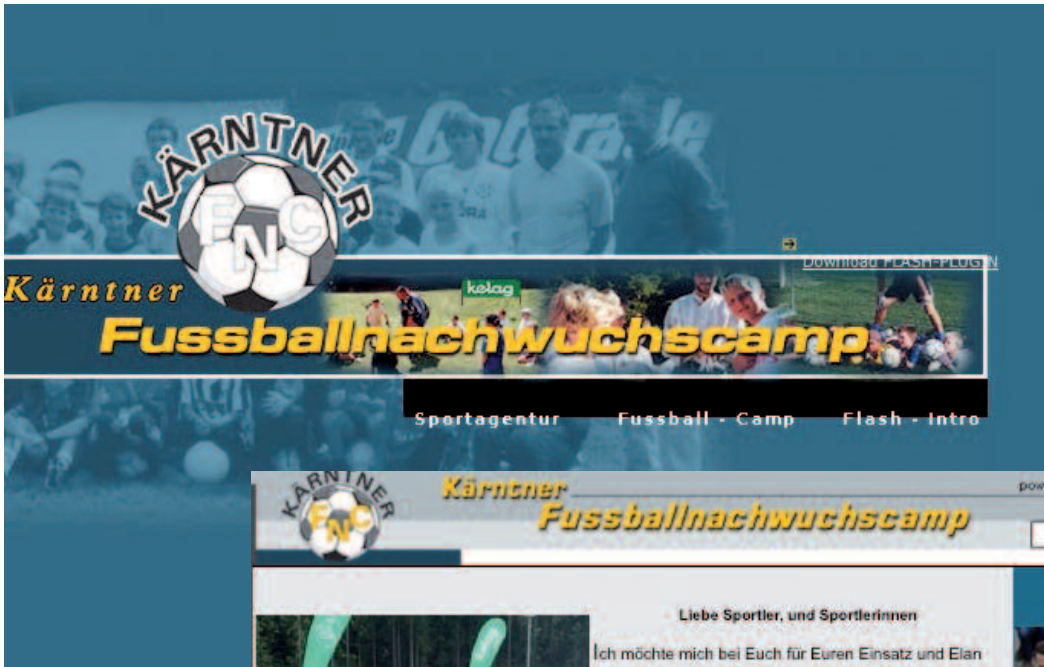 KÄRNTNER
FNC
Download FLASH-PLUGIN
Kärntner
kelag
Fussballnachwuchscamp
Sportagentur Fussball - Camp Flash - Intro
KÄRNTNER
FNC
Kärntner
Fussballnachwuchscamp
Liebe Sportler, und Sportlerinnen
Ich möchte mich bei Euch für Euren Einsatz und Elan